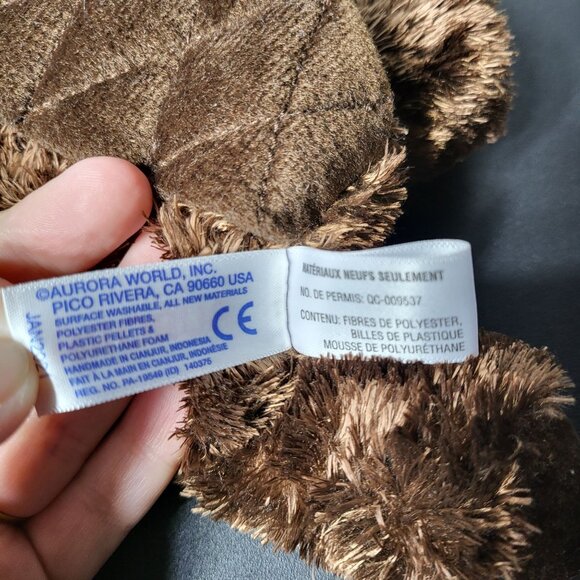 ©AURORA WORLD, INC.
PICO RIVERA, CA 90660 USA
SURFACE WASHABLE, ALL NEW MATERIALS
POLYESTER FIBRES,
PLASTIC PELLETS &
POLYURETHANE FOAM
MADE IN CIANJUR, INDONESIA
FAIT À LA MAIN EN CIANJUR, INDONÉSIE
REG. NO. PA-19549 (ID) 140376
CE
MATÉRIAUX NEUFS SEULEMENT
NO. DE PERMIS: QC-009537
CONTENU: FIBRES DE POLYESTER,
BILLES DE PLASTIQUE
MOUSSE DE POLYURÉTHANE